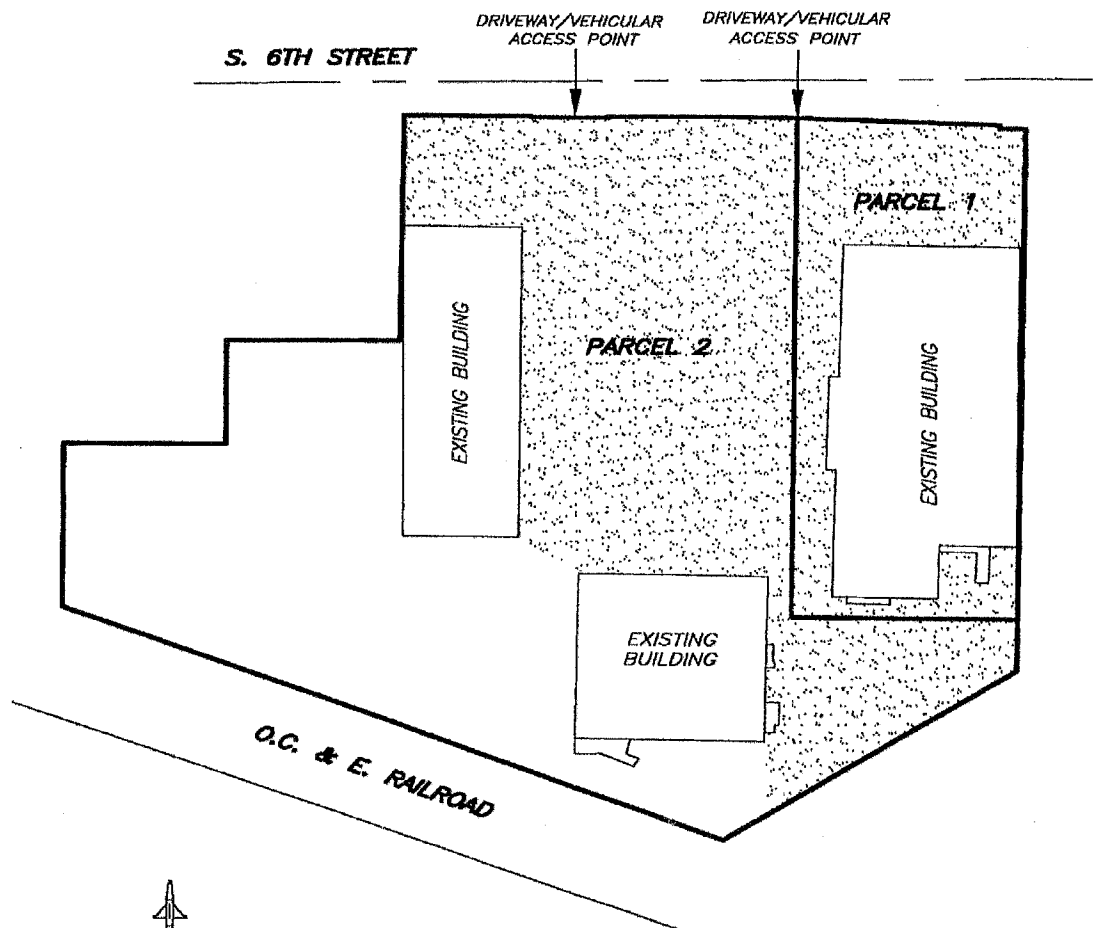 DRIVEWAY/VEHICULAR
ACCESS POINT
DRIVEWAY/VEHICULAR
ACCESS POINT
S. 6TH STREET
PARCEL 1
EXISTING BUILDING
PARCEL 2
EXISTING BUILDING
EXISTING
BUILDING
O.C. & E. RAILROAD